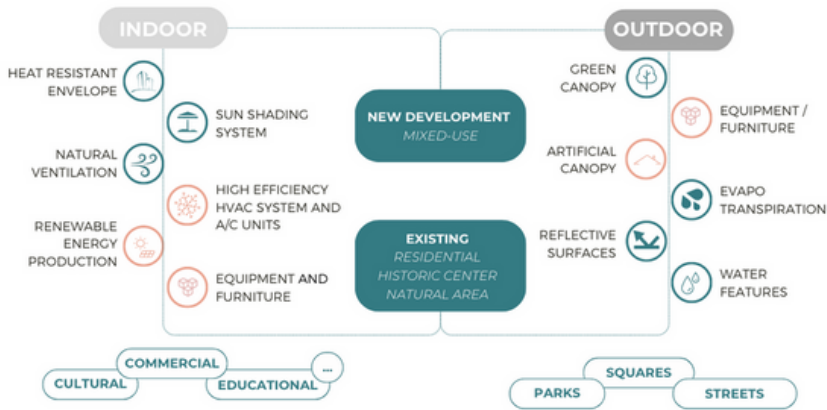 INDOOR
OUTDOOR
HEAT RESISTANT
ENVELOPE
SUN SHADING
SYSTEM
NATURAL
VENTILATION
HIGH EFFICIENCY
HVAC SYSTEM AND
A/C UNITS
RENEWABLE
ENERGY
PRODUCTION
EQUIPMENT AND
FURNITURE
NEW DEVELOPMENT
MIXED-USE
EXISTING
RESIDENTIAL
HISTORIC CENTER
NATURAL AREA
GREEN
CANOPY
EQUIPMENT /
FURNITURE
ARTIFICIAL
CANOPY
EVAPO
TRANSPIRATION
REFLECTIVE
SURFACES
WATER
FEATURES
CULTURAL
COMMERCIAL
EDUCATIONAL
...
PARKS
SQUARES
STREETS